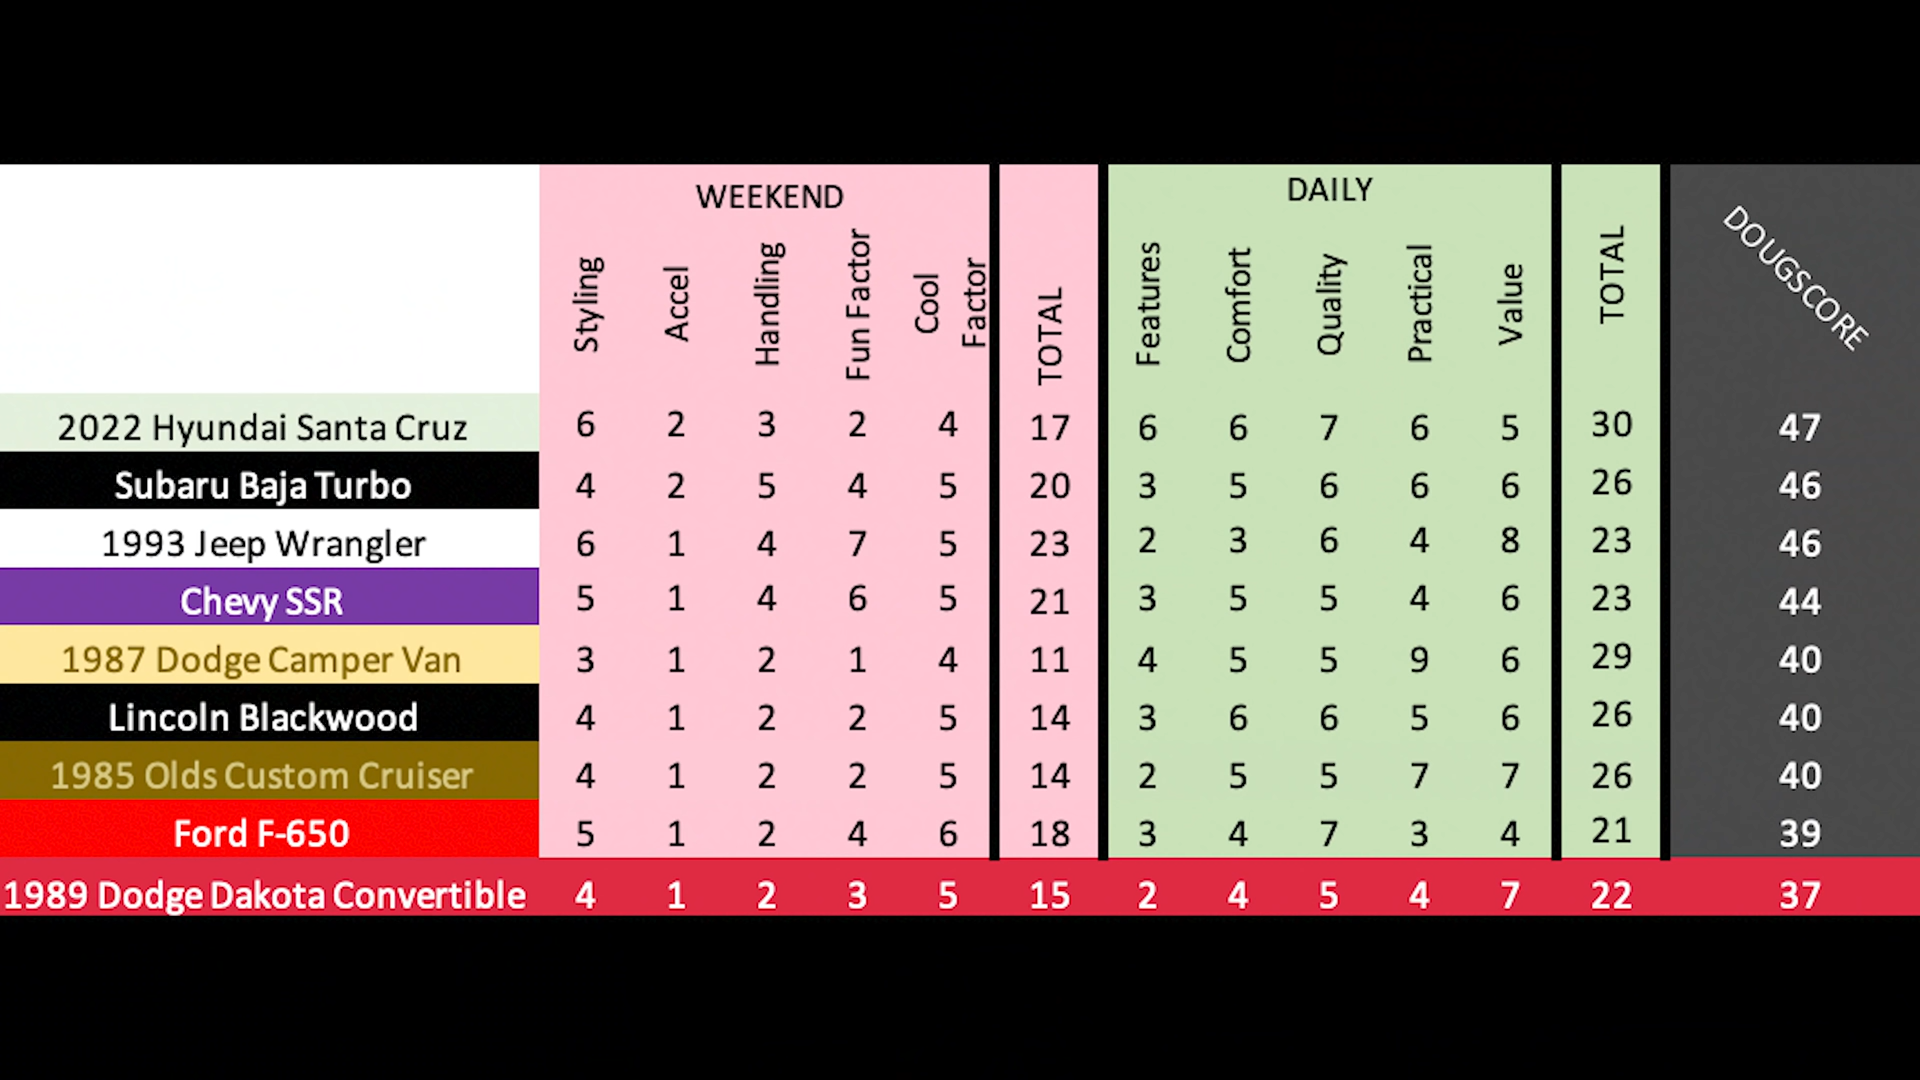 WEEKEND
DAILY
Styling Accel Handling Fun Factor Cool Factor TOTAL Features Comfort Quality Practical Value TOTAL DOUGSCORE
2022 Hyundai Santa Cruz 6 2 3 2 4 17 6 6 7 6 5 30 47
Subaru Baja Turbo 4 2 5 4 5 20 3 5 6 6 6 26 46
1993 Jeep Wrangler 6 1 4 7 5 23 2 3 6 4 8 23 46
Chevy SSR 5 1 4 6 5 21 3 5 5 4 6 23 44
1987 Dodge Camper Van 3 1 2 1 4 11 4 5 5 9 6 29 40
Lincoln Blackwood 4 1 2 2 5 14 3 6 6 5 6 26 40
1985 Olds Custom Cruiser 4 1 2 2 5 14 2 5 5 7 7 26 40
Ford F-650 5 1 2 4 6 18 3 4 7 3 4 21 39
1989 Dodge Dakota Convertible 4 1 2 3 5 15 2 4 5 4 7 22 37